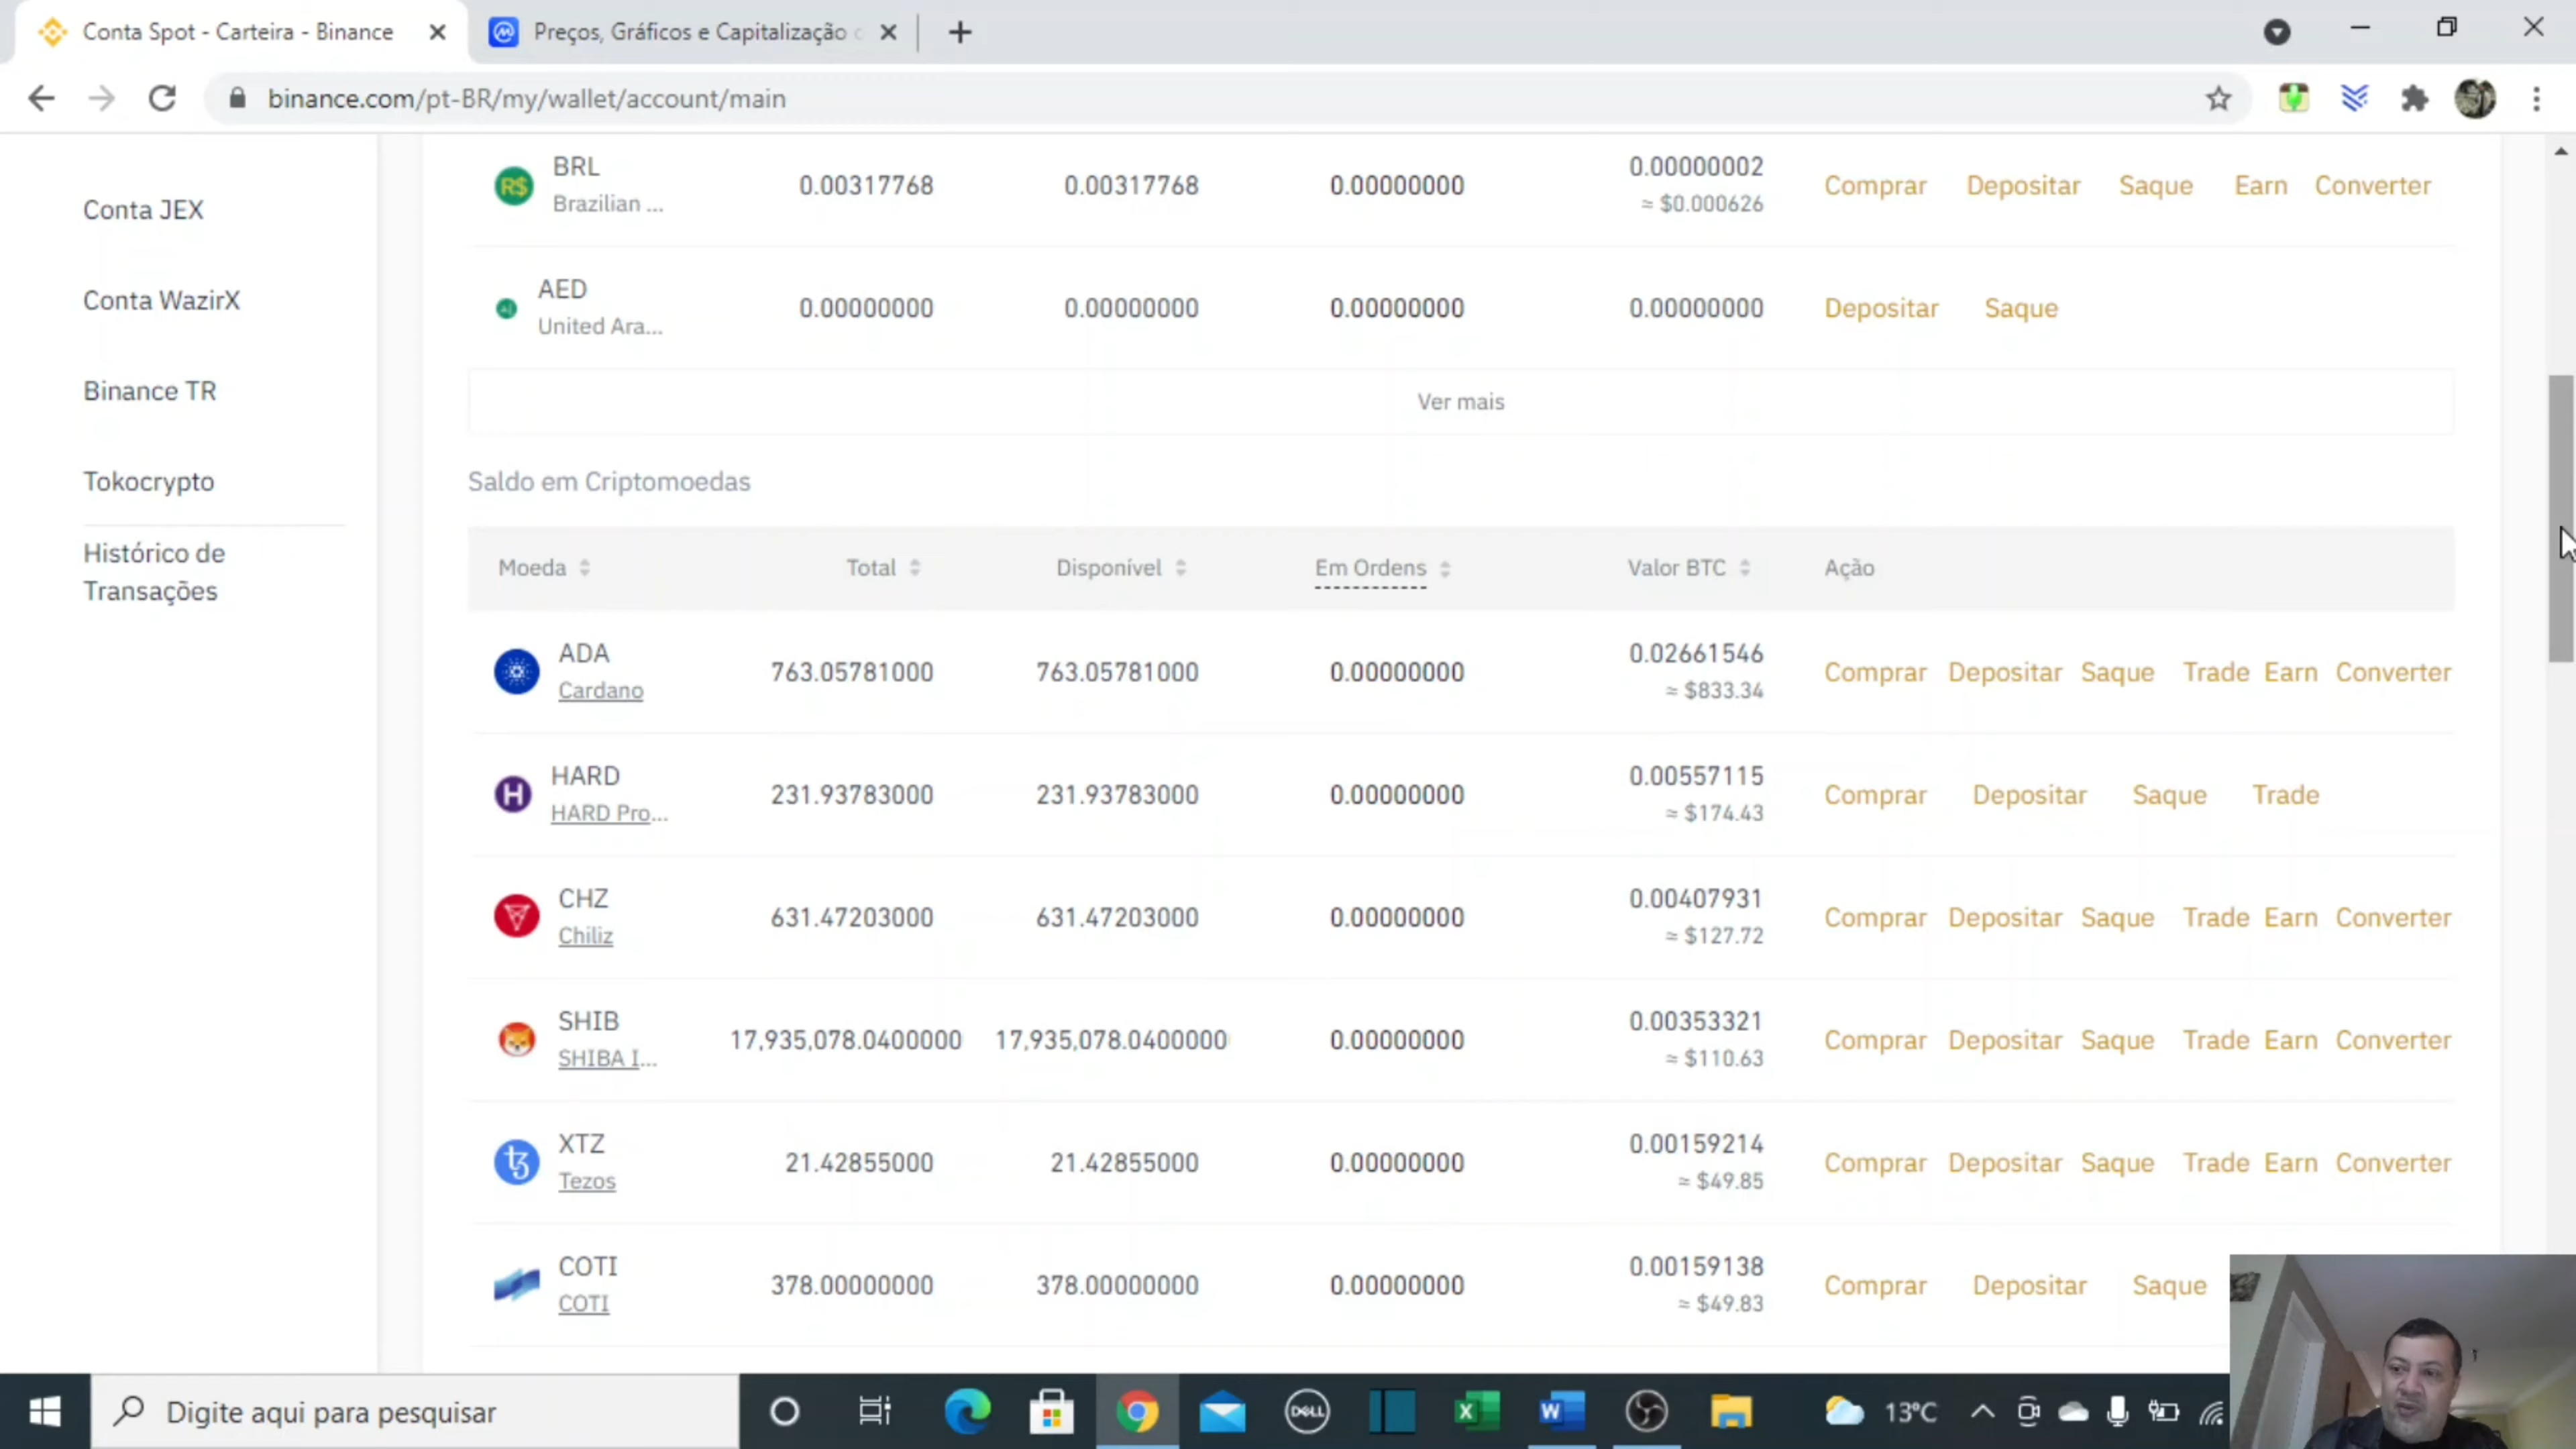 Conta Spot - Carteira - Binance
Preços, Gráficos e Capitalização
binance.com/pt-BR/my/wallet/account/main
Conta JEX
Conta WazirX
Binance TR
Tokocrypto
Histórico de
Transações
R$ BRL 0.00317768 0.00317768 0.00000000 0.00000002 Comprar Depositar Saque Earn Converter
Brazilian ... ≈ $0.000626
AED 0.00000000 0.00000000 0.00000000 0.00000000 Depositar Saque
United Ara...
Ver mais
Saldo em Criptomoedas
Moeda Total Disponível Em Ordens Valor BTC Ação
ADA 763.05781000 763.05781000 0.00000000 0.02661546 Comprar Depositar Saque Trade Earn Converter
Cardano ≈ $833.34
H HARD 231.93783000 231.93783000 0.00000000 0.00557115 Comprar Depositar Saque Trade
HARD Pro... ≈ $174.43
CHZ 631.47203000 631.47203000 0.00000000 0.00407931 Comprar Depositar Saque Trade Earn Converter
Chiliz ≈ $127.72
SHIB 17,935,078.0400000 17,935,078.0400000 0.00000000 0.00353321 Comprar Depositar Saque Trade Earn Converter
SHIBA I... ≈ $110.63
XTZ 21.42855000 21.42855000 0.00000000 0.00159214 Comprar Depositar Saque Trade Earn Converter
Tezos ≈ $49.85
COTI 378.00000000 378.00000000 0.00000000 0.00159138 Comprar Depositar Saque
COTI ≈ $49.83
Digite aqui para pesquisar
DELL
X
W
13°C